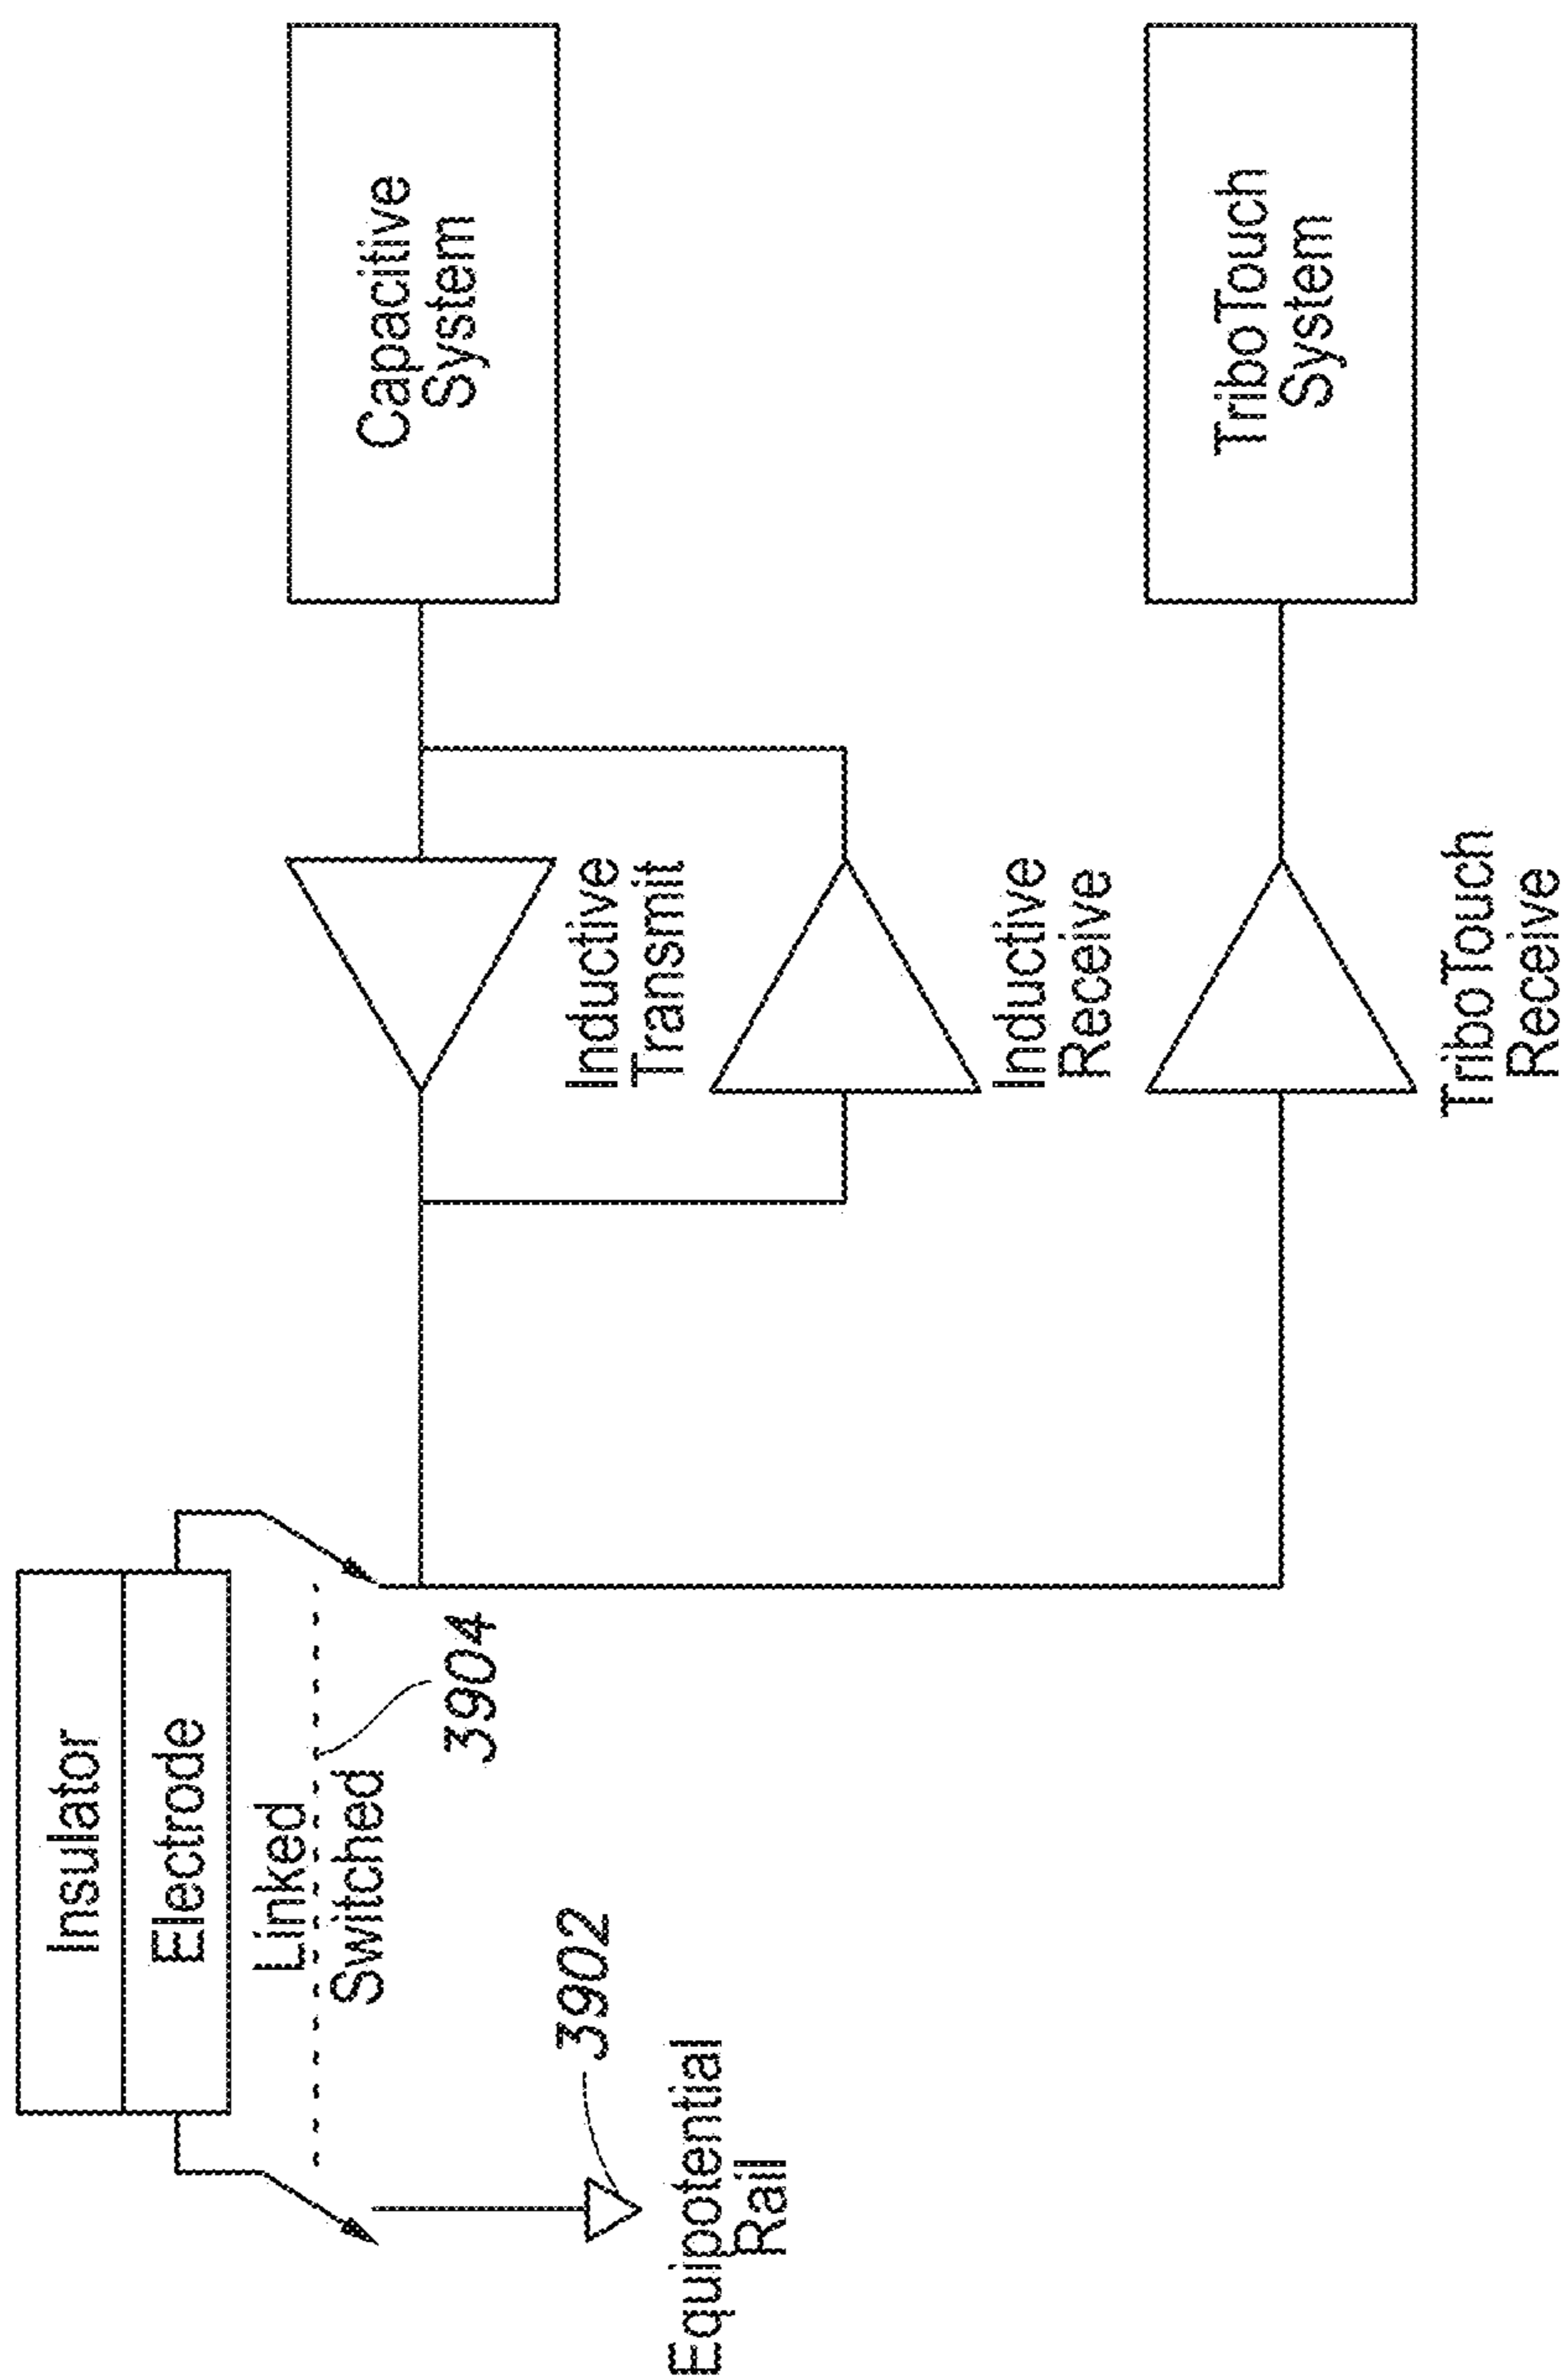 Insulator
Electrode
Linked
Switched
3904
3902
Equipotential
Rail
Capacitive
System
Inductive
Transmit
Inductive
Receive
TriboTouch
System
TriboTouch
Receive